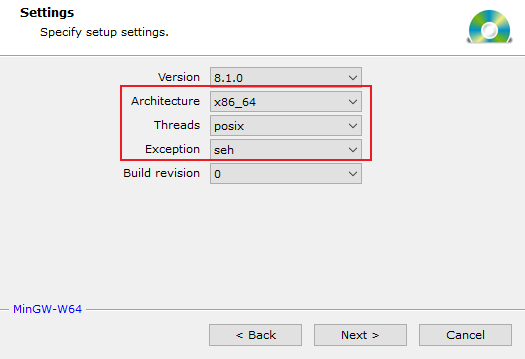 Settings
Specify setup settings.
Version 8.1.0
Architecture x86_64
Threads posix
Exception seh
Build revision 0
MinGW-W64
< Back Next > Cancel